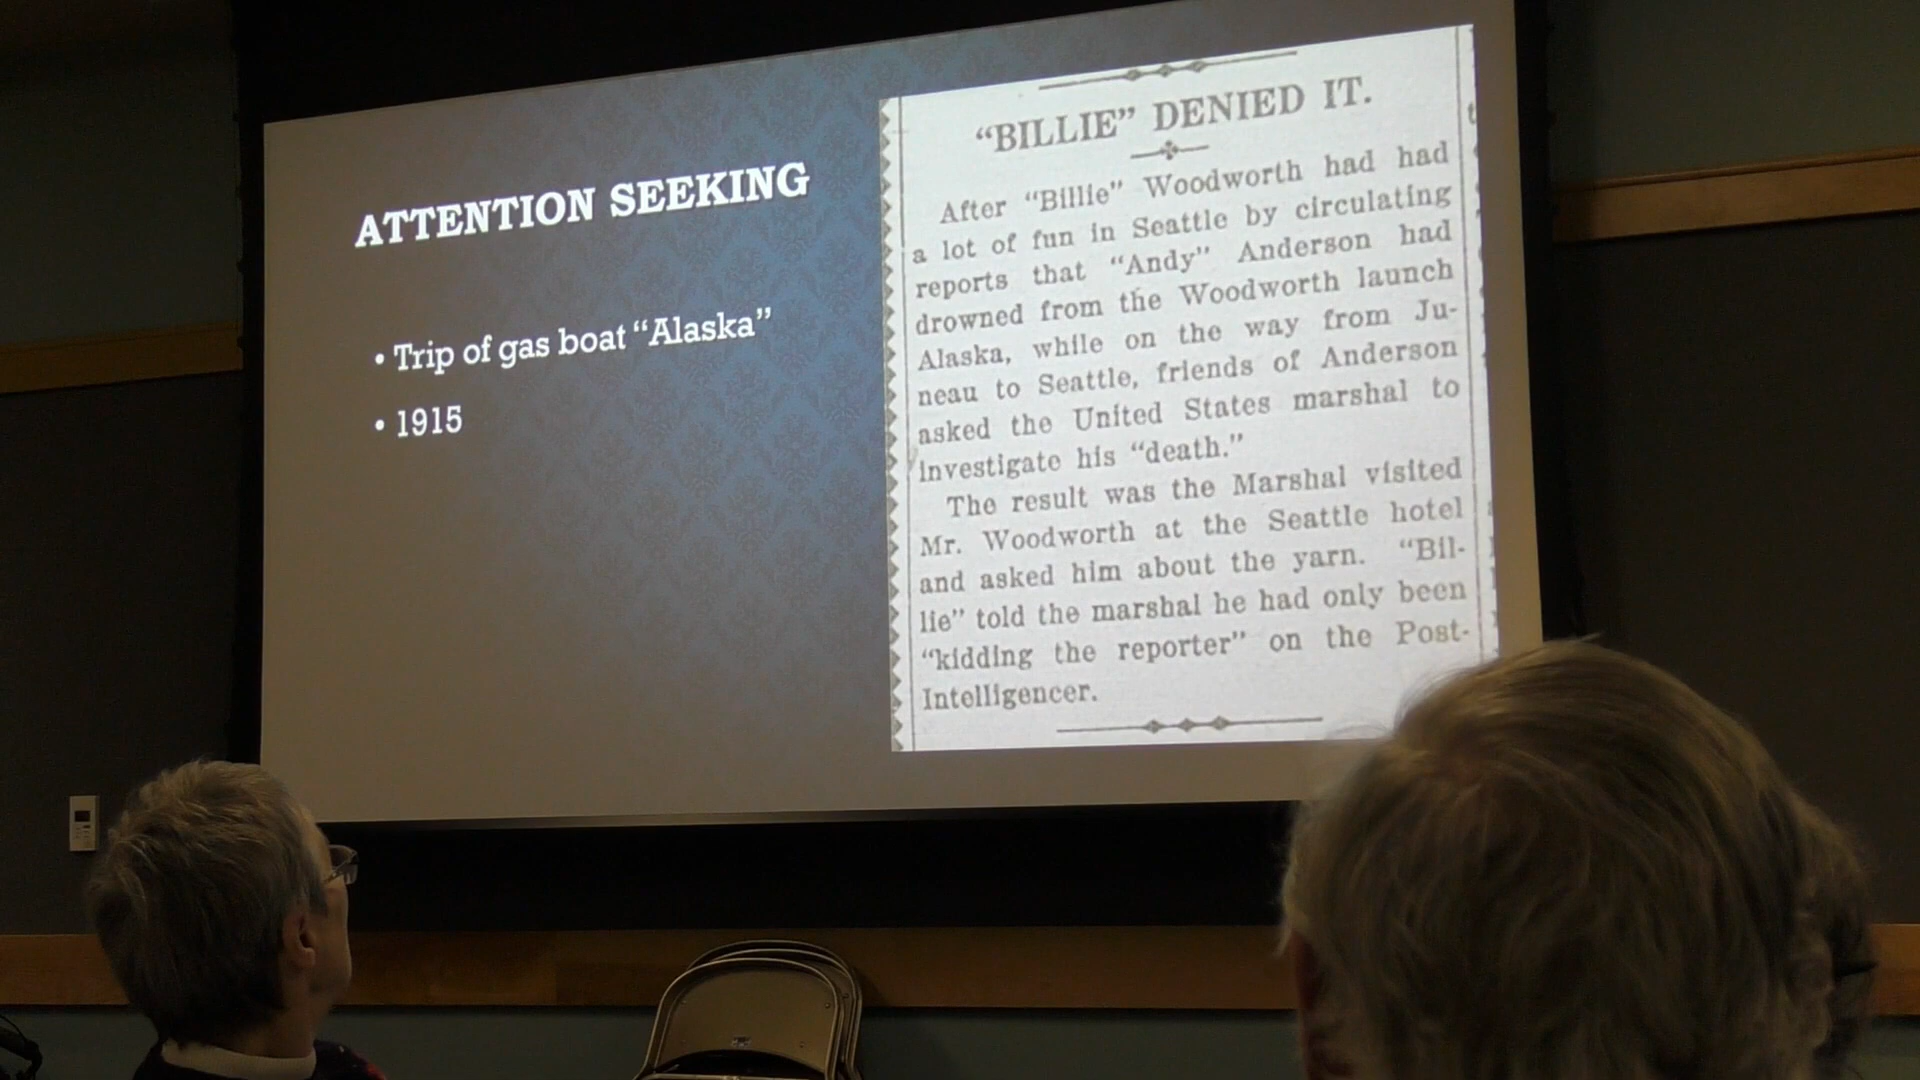 ATTENTION SEEKING
• Trip of gas boat “Alaska”
• 1915
“BILLIE” DENIED IT.
After “Billie” Woodworth had had
a lot of fun in Seattle by circulating
reports that “Andy” Anderson had
drowned from the Woodworth launch
Alaska, while on the way from Ju-
neau to Seattle, friends of Anderson
asked the United States marshal to
investigate his “death.”
The result was the Marshal visited
Mr. Woodworth at the Seattle hotel
and asked him about the yarn. “Bil-
lie” told the marshal he had only been
“kidding the reporter” on the Post-
Intelligencer.